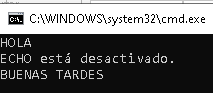 C:\WINDOWS\system32\cmd.exe
HOLA
ECHO está desactivado.
BUENAS TARDES